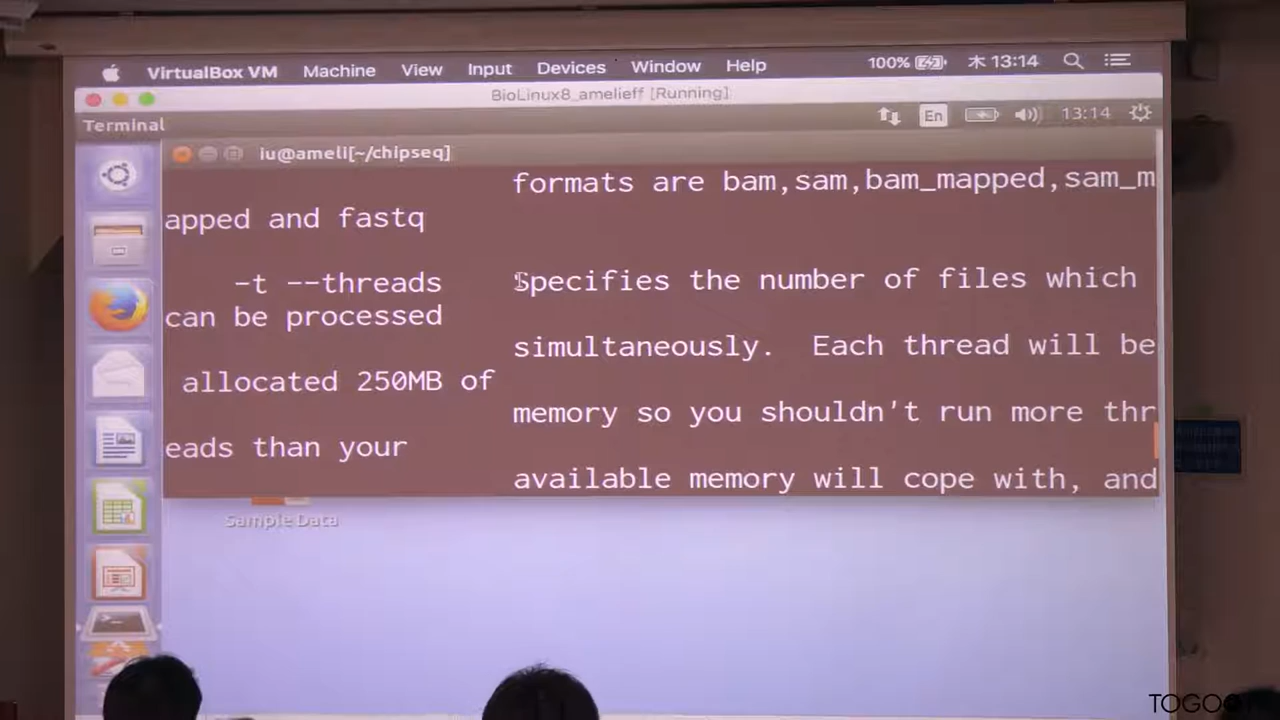 VirtualBox VM Machine View Input Devices Window Help 100% 木 13:14
BioLinux8_amelieff [Running]
Terminal En 13:14
iu@ameli[~/chipseq]
formats are bam,sam,bam_mapped,sam_m
apped and fastq
-t --threads Specifies the number of files which
can be processed
simultaneously. Each thread will be
allocated 250MB of
memory so you shouldn't run more thr
eads than your
available memory will cope with, and
Sample Data